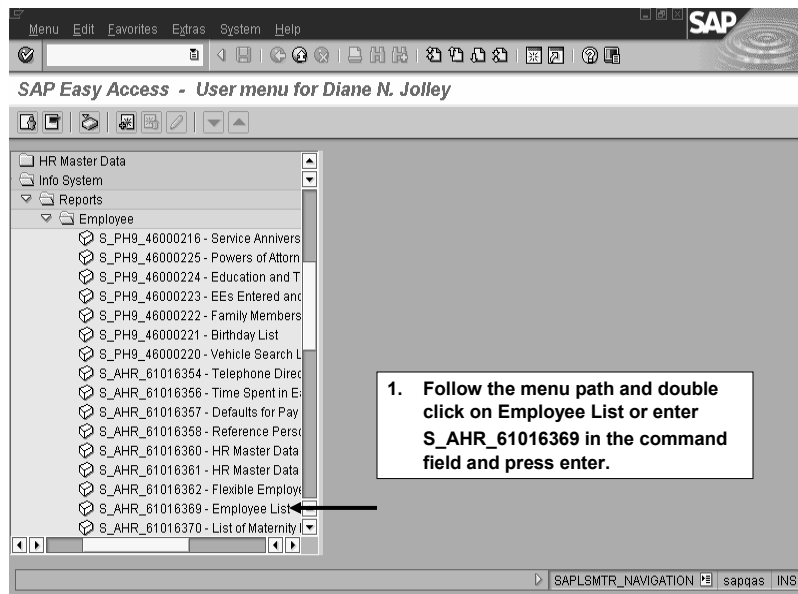 Menu Edit Favorites Extras System Help
SAP
SAP Easy Access - User menu for Diane N. Jolley
HR Master Data
Info System
Reports
Employee
S_PH9_46000216 - Service Annivers
S_PH9_46000225 - Powers of Attorn
S_PH9_46000224 - Education and T
S_PH9_46000223 - EEs Entered and
S_PH9_46000222 - Family Members
S_PH9_46000221 - Birthday List
S_PH9_46000220 - Vehicle Search L
S_AHR_61016354 - Telephone Direc
S_AHR_61016356 - Time Spent in E
S_AHR_61016357 - Defaults for Pay
S_AHR_61016358 - Reference Perso
S_AHR_61016360 - HR Master Data
S_AHR_61016361 - HR Master Data
S_AHR_61016362 - Flexible Employe
S_AHR_61016369 - Employee List
S_AHR_61016370 - List of Maternity
1. Follow the menu path and double
click on Employee List or enter
S_AHR_61016369 in the command
field and press enter.
SAPLSMTR_NAVIGATION sapqas INS